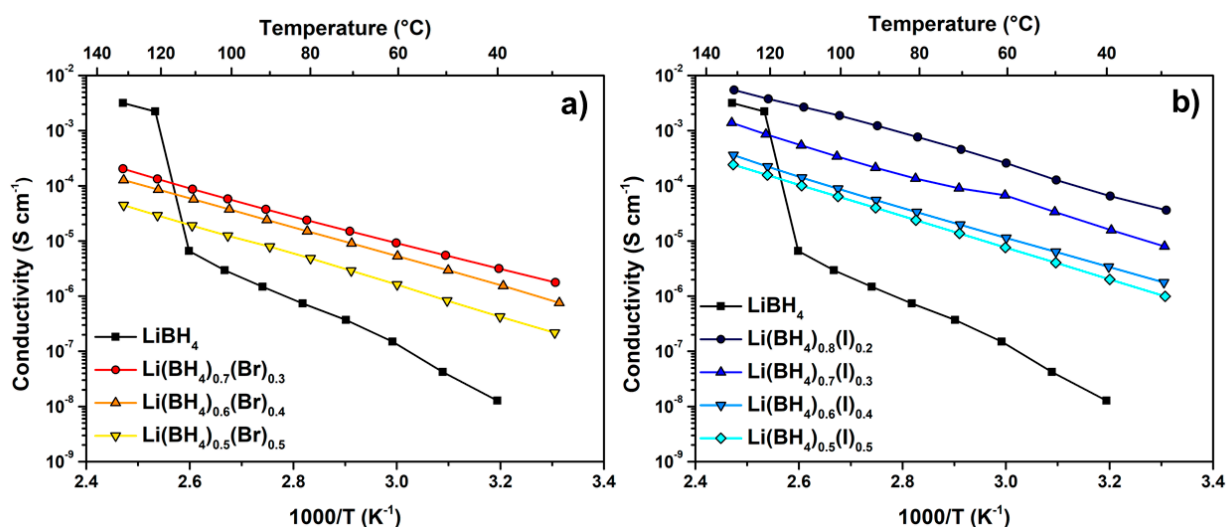 Temperature (°C)
140 120 100 80 60 40
a)
10⁻²
10⁻³
10⁻⁴
10⁻⁵
10⁻⁶
10⁻⁷
10⁻⁸
10⁻⁹
Conductivity (S cm⁻¹)
LiBH₄
Li(BH₄)₀.₇(Br)₀.₃
Li(BH₄)₀.₆(Br)₀.₄
Li(BH₄)₀.₅(Br)₀.₅
2.4 2.6 2.8 3.0 3.2 3.4
1000/T (K⁻¹)
Temperature (°C)
140 120 100 80 60 40
b)
10⁻²
10⁻³
10⁻⁴
10⁻⁵
10⁻⁶
10⁻⁷
10⁻⁸
10⁻⁹
Conductivity (S cm⁻¹)
LiBH₄
Li(BH₄)₀.₈(I)₀.₂
Li(BH₄)₀.₇(I)₀.₃
Li(BH₄)₀.₆(I)₀.₄
Li(BH₄)₀.₅(I)₀.₅
2.4 2.6 2.8 3.0 3.2 3.4
1000/T (K⁻¹)